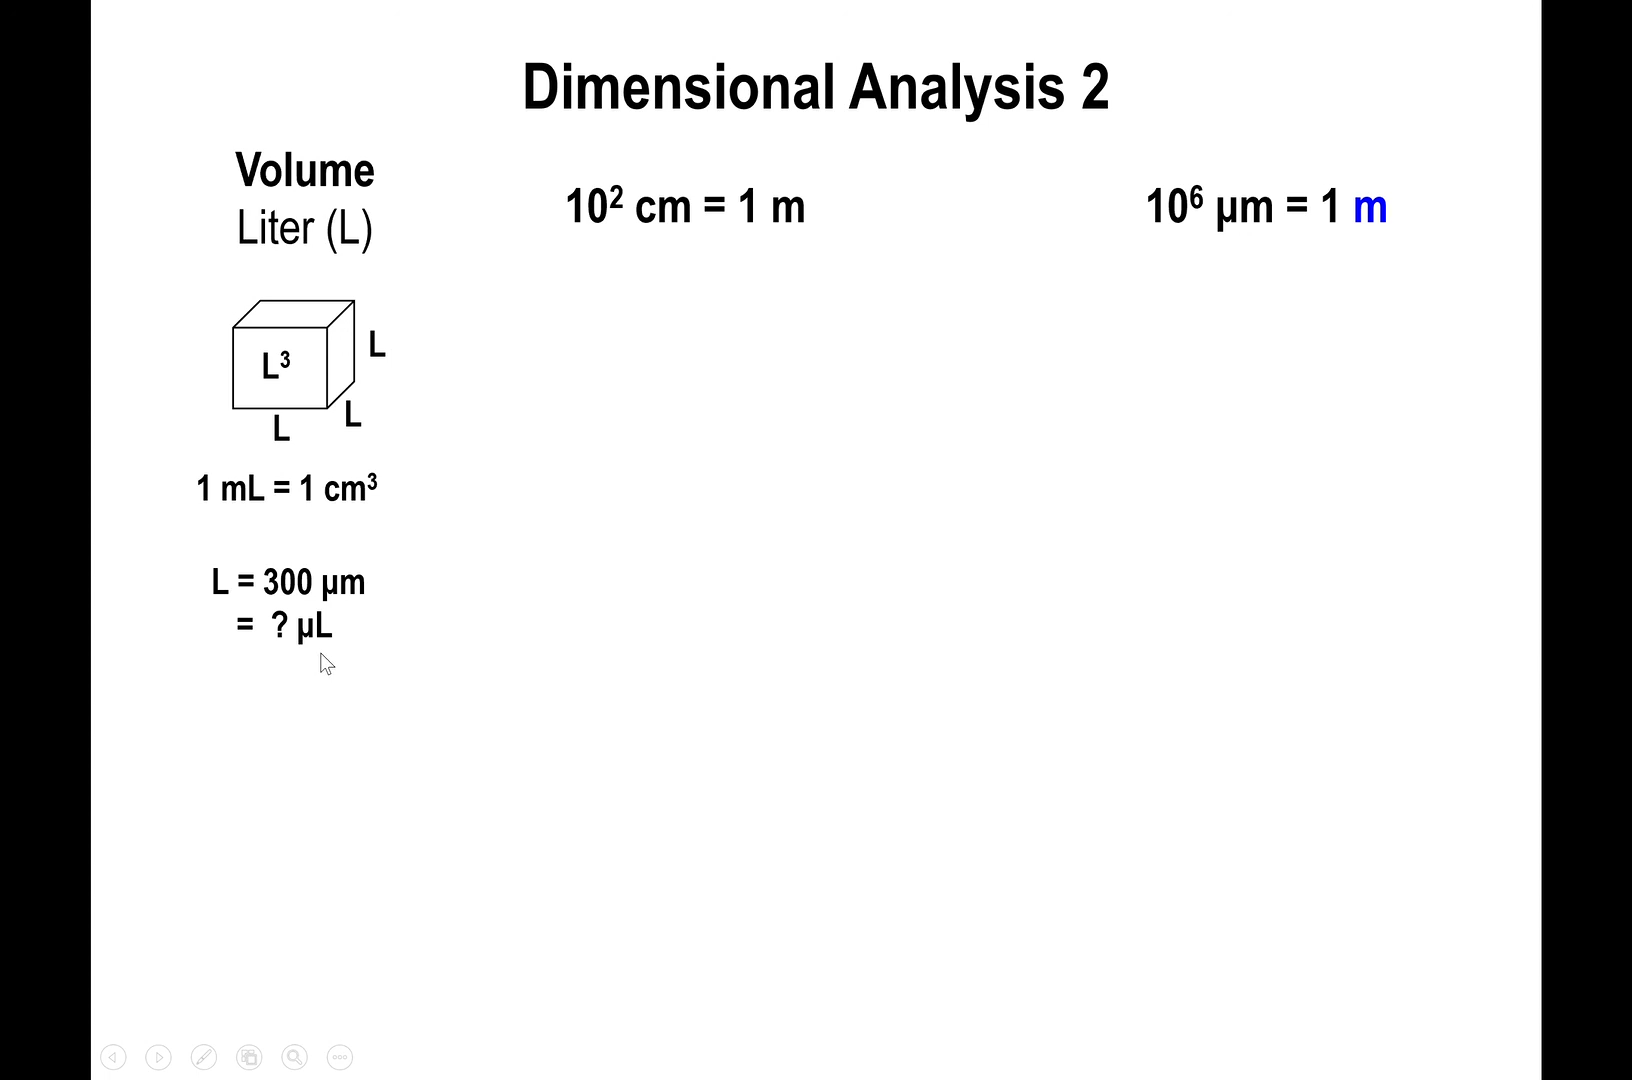 Dimensional Analysis 2
Volume
Liter (L)
10² cm = 1 m
10⁶ µm = 1 m
L³
L
L
L
1 mL = 1 cm³
L = 300 µm
= ? µL